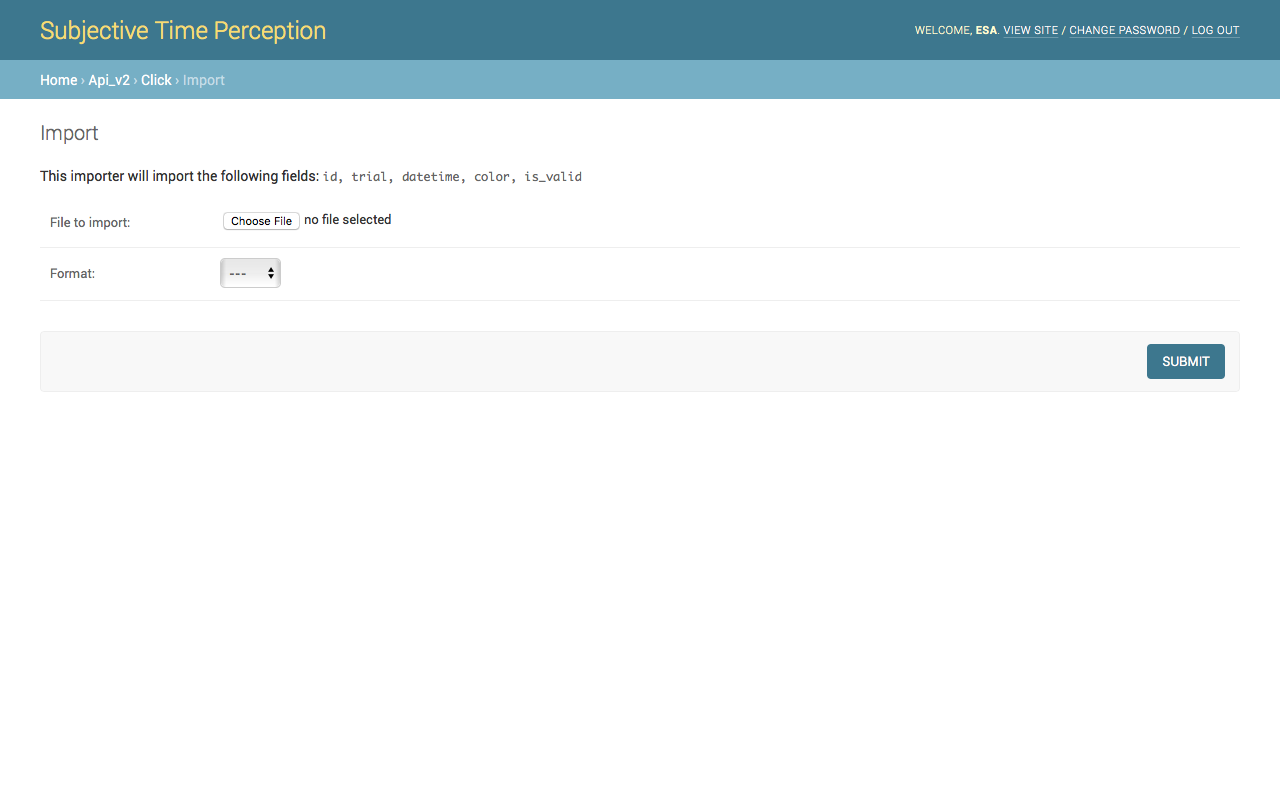 Subjective Time Perception
WELCOME, ESA. VIEW SITE / CHANGE PASSWORD / LOG OUT
Home › Api_v2 › Click › Import
Import
This importer will import the following fields: id, trial, datetime, color, is_valid
File to import: Choose File no file selected
Format: ---
SUBMIT